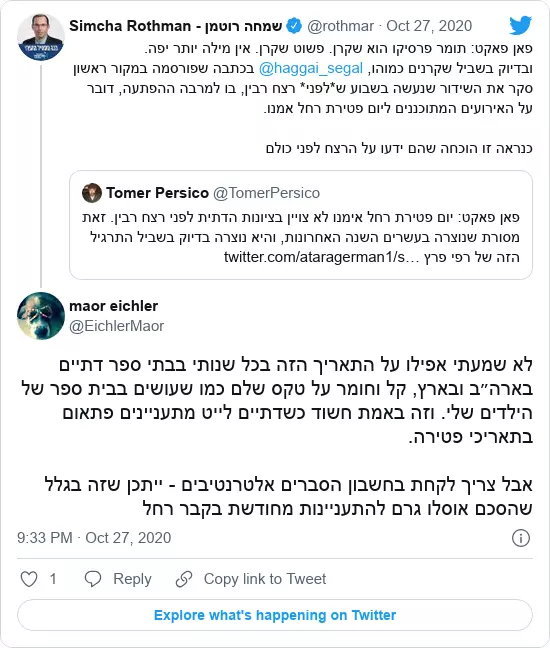 Simcha Rothman - שמחה רוטמן @rothmar · Oct 27, 2020
פאן פאקט: תומר פרסיקו הוא שקרן. פשוט שקרן. אין מילה יותר יפה.
ובדיוק בשביל שקרנים כמוהו, @haggai_segal בכתבה שפורסמה במקור ראשון
סקר את השידור שנעשה בשבוע ש*לפני* רצח רבין, בו למרבה ההפתעה, דובר
על האירועים המתוכננים ליום פטירת רחל אמנו.
כנראה זו הוכחה שהם ידעו על הרצח לפני כולם
Tomer Persico @TomerPersico
פאן פאקט: יום פטירת רחל אימנו לא צויין בציונות הדתית לפני רצח רבין. זאת
מסורת שנוצרה בעשרים השנה האחרונות, והיא נוצרה בדיוק בשביל התרגיל
הזה של רפי פרץ …twitter.com/ataragerman1/s
maor eichler
@EichlerMaor
לא שמעתי אפילו על התאריך הזה בכל שנותי בבתי ספר דתיים
בארה״ב ובארץ, קל וחומר על טקס שלם כמו שעושים בבית ספר של
הילדים שלי. וזה באמת חשוד כשדתיים לייט מתעניינים פתאום
בתאריכי פטירה.
אבל צריך לקחת בחשבון הסברים אלטרנטיבים - ייתכן שזה בגלל
שהסכם אוסלו גרם להתעניינות מחודשת בקבר רחל
9:33 PM · Oct 27, 2020
1 Reply Copy link to Tweet
Explore what's happening on Twitter